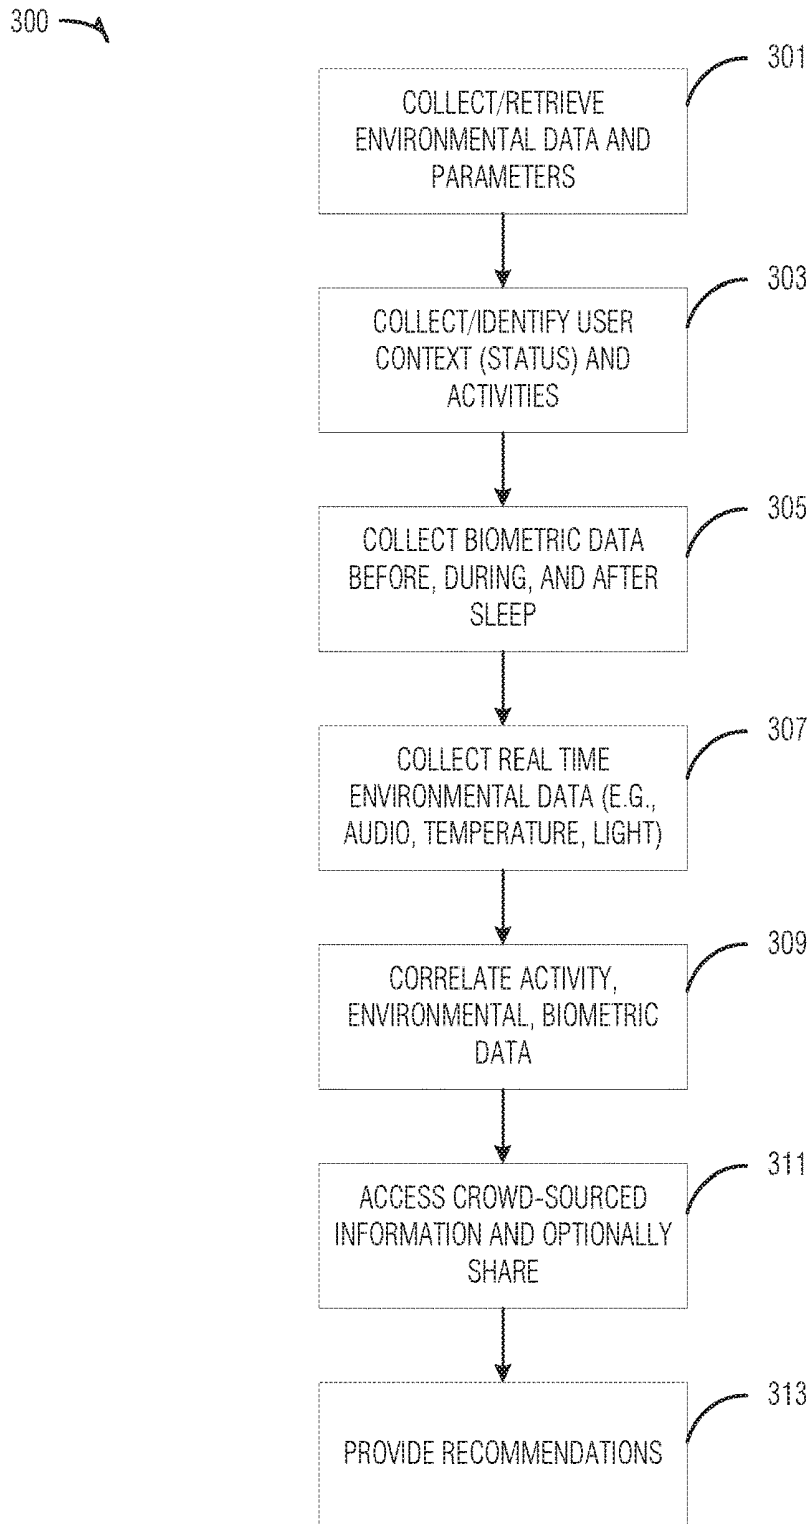 300
301
COLLECT/RETRIEVE
ENVIRONMENTAL DATA AND
PARAMETERS
303
COLLECT/IDENTIFY USER
CONTEXT (STATUS) AND
ACTIVITIES
305
COLLECT BIOMETRIC DATA
BEFORE, DURING, AND AFTER
SLEEP
307
COLLECT REAL TIME
ENVIRONMENTAL DATA (E.G.,
AUDIO, TEMPERATURE, LIGHT)
309
CORRELATE ACTIVITY,
ENVIRONMENTAL, BIOMETRIC
DATA
311
ACCESS CROWD-SOURCED
INFORMATION AND OPTIONALLY
SHARE
313
PROVIDE RECOMMENDATIONS